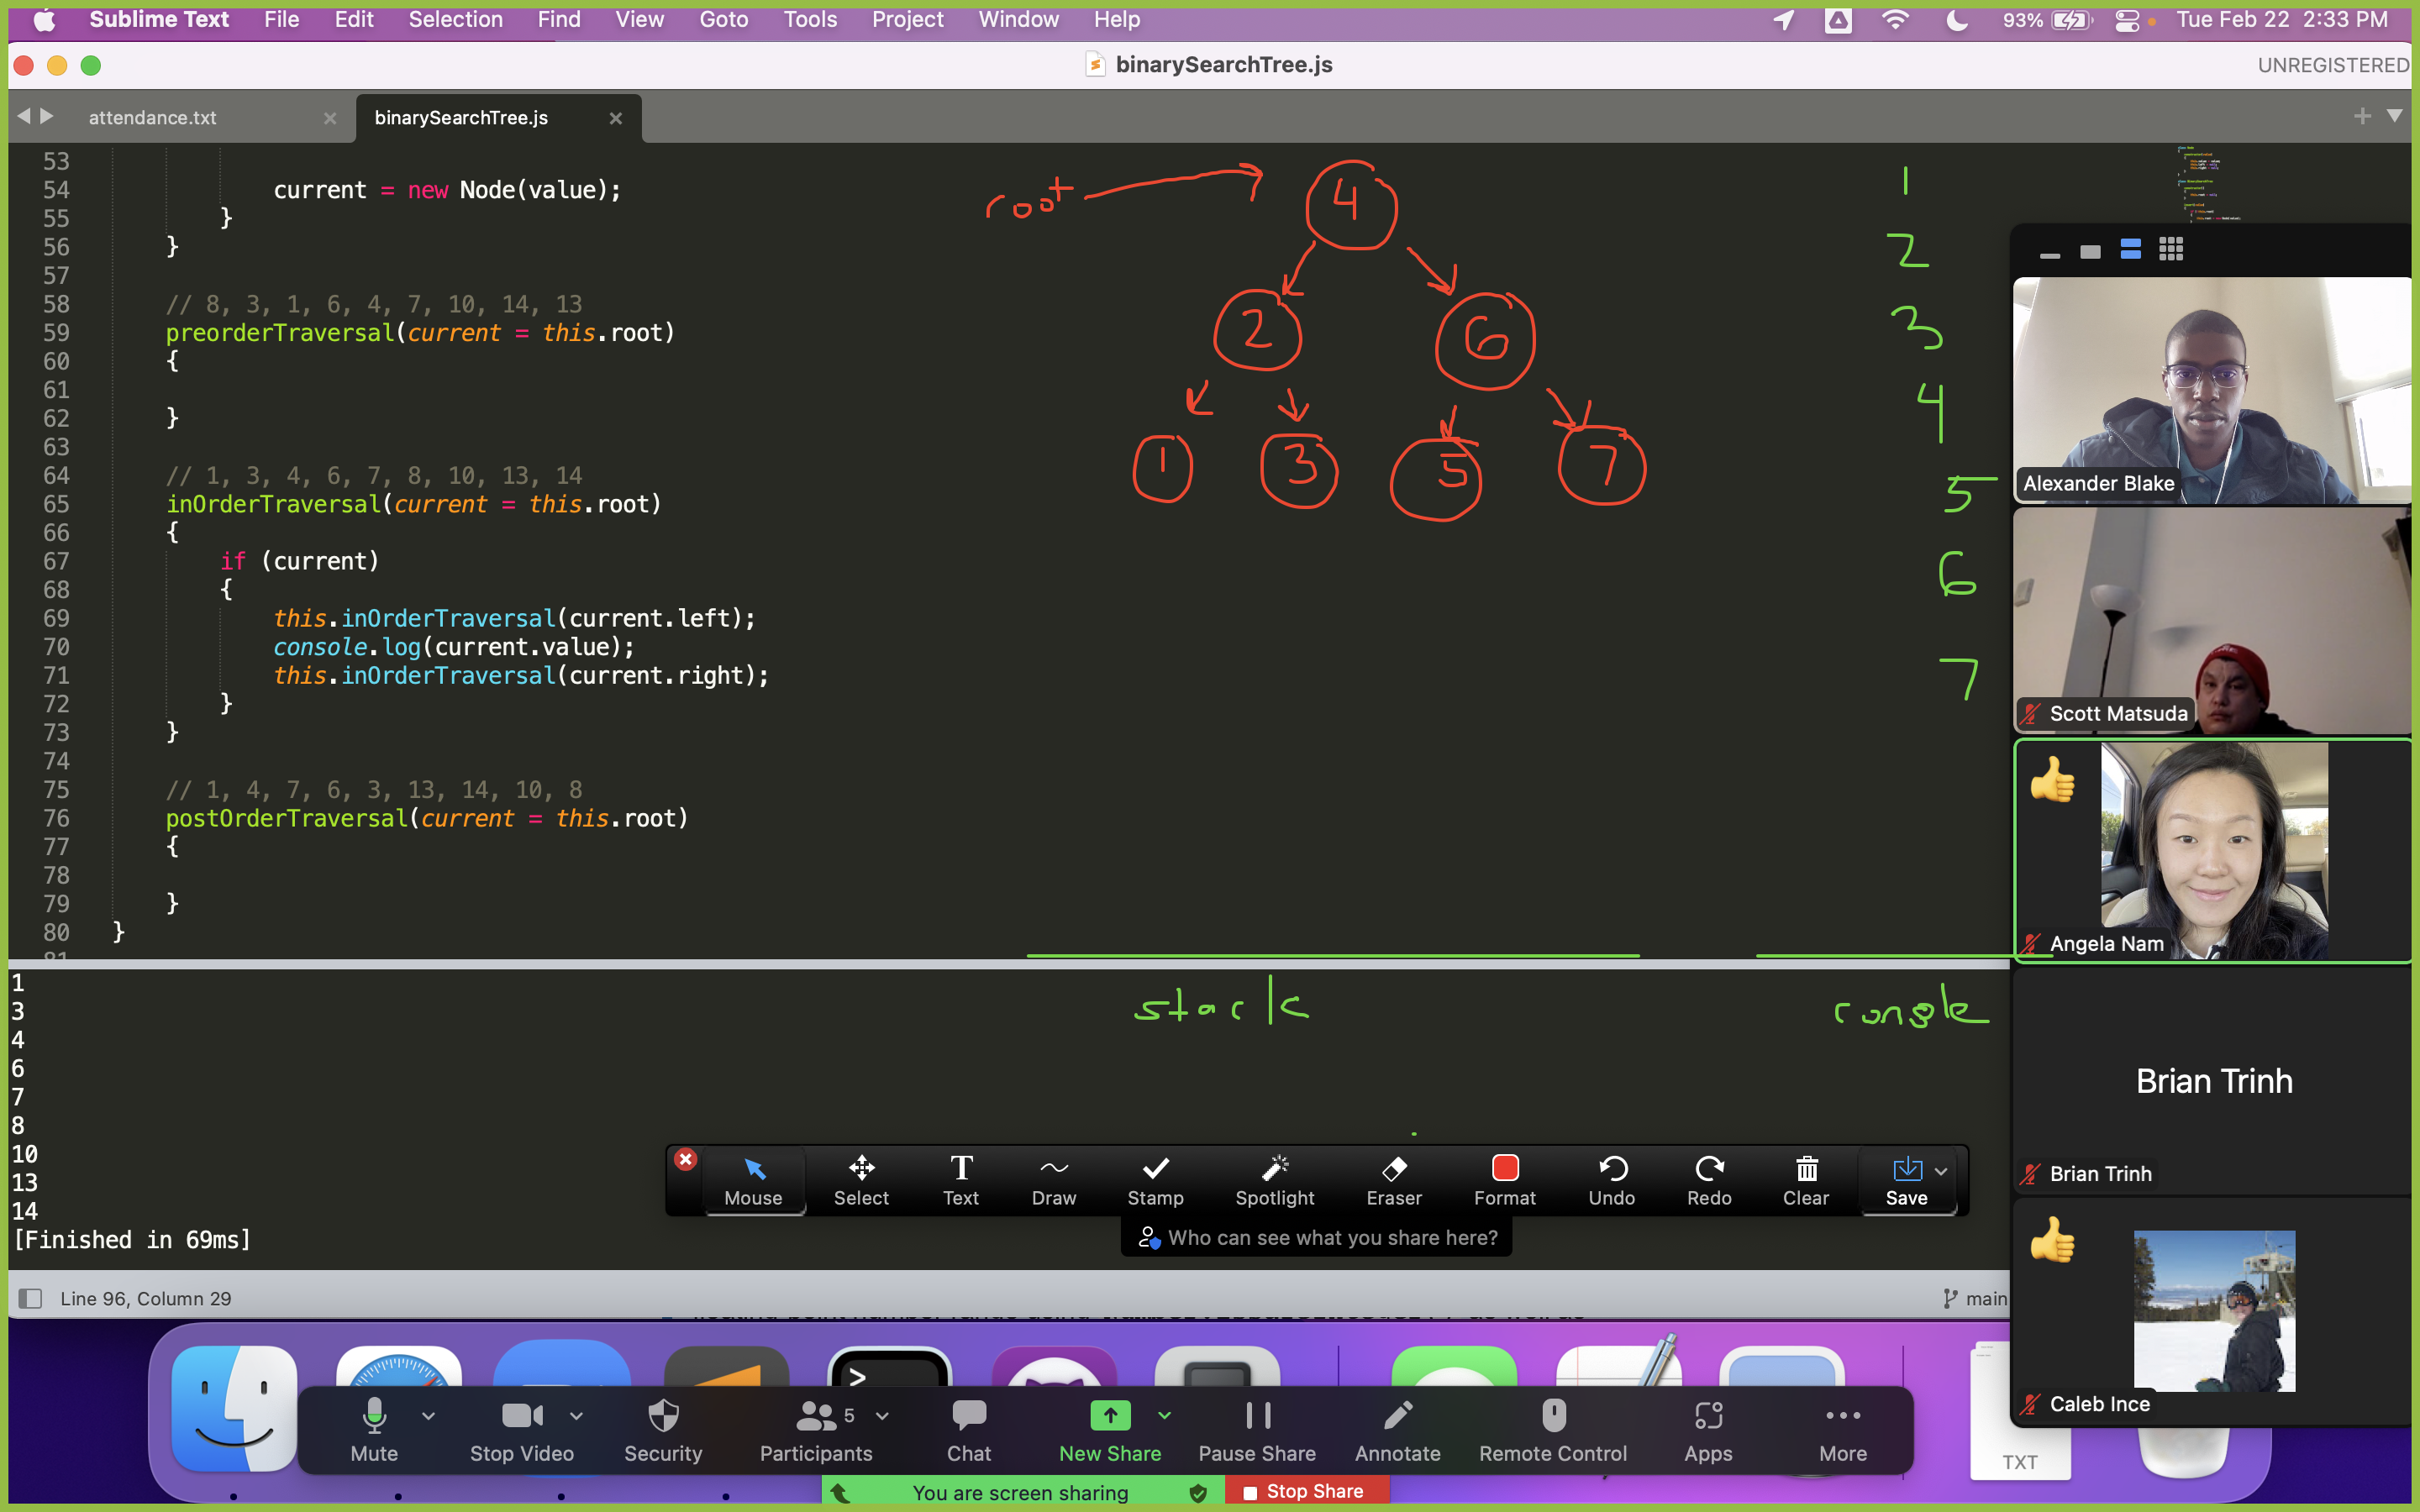 Sublime Text File Edit Selection Find View Goto Tools Project Window Help 93% Tue Feb 22 2:33 PM
binarySearchTree.js UNREGISTERED
attendance.txt binarySearchTree.js
53
54 current = new Node(value);
55 }
56 }
57
58 // 8, 3, 1, 6, 4, 7, 10, 14, 13
59 preorderTraversal(current = this.root)
60 {
61
62 }
63
64 // 1, 3, 4, 6, 7, 8, 10, 13, 14
65 inOrderTraversal(current = this.root)
66 {
67 if (current)
68 {
69 this.inOrderTraversal(current.left);
70 console.log(current.value);
71 this.inOrderTraversal(current.right);
72 }
73 }
74
75 // 1, 4, 7, 6, 3, 13, 14, 10, 8
76 postOrderTraversal(current = this.root)
77 {
78
79 }
80 }
81
root 4
2 6
1 3 5 7
1
2
3
4
5
6
7
stack console
Alexander Blake
Scott Matsuda
Angela Nam
Brian Trinh
Brian Trinh
Caleb Ince
1
3
4
6
7
8
10
13
14
[Finished in 69ms]
Mouse Select Text Draw Stamp Spotlight Eraser Format Undo Redo Clear Save
Who can see what you share here?
Line 96, Column 29 main
Mute Stop Video Security Participants 5 Chat New Share Pause Share Annotate Remote Control Apps More
TXT
You are screen sharing Stop Share